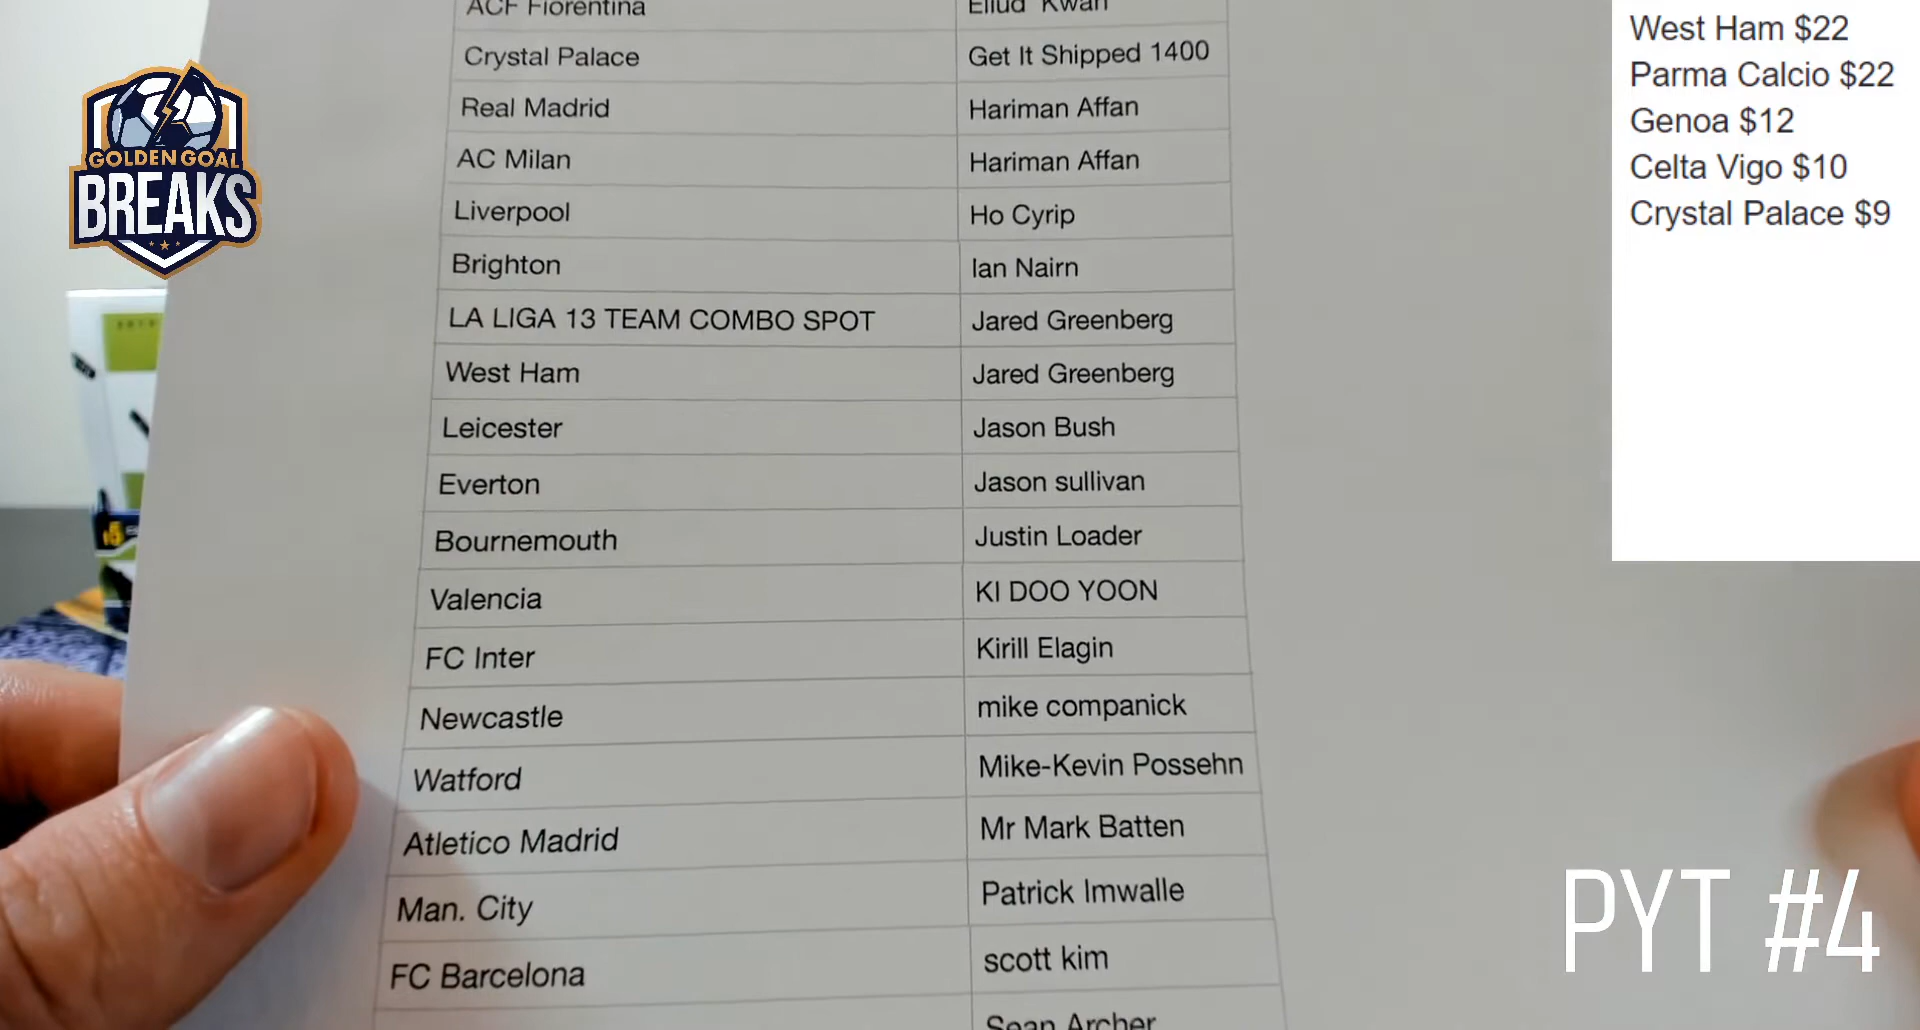 ACF Fiorentina Eliud Kwan
Crystal Palace Get It Shipped 1400
Real Madrid Hariman Affan
AC Milan Hariman Affan
Liverpool Ho Cyrip
Brighton Ian Nairn
LA LIGA 13 TEAM COMBO SPOT Jared Greenberg
West Ham Jared Greenberg
Leicester Jason Bush
Everton Jason sullivan
Bournemouth Justin Loader
Valencia KI DOO YOON
FC Inter Kirill Elagin
Newcastle mike companick
Watford Mike-Kevin Possehn
Atletico Madrid Mr Mark Batten
Man. City Patrick Imwalle
FC Barcelona scott kim
Sean Archer
GOLDEN GOAL
BREAKS
West Ham $22
Parma Calcio $22
Genoa $12
Celta Vigo $10
Crystal Palace $9
PYT #4